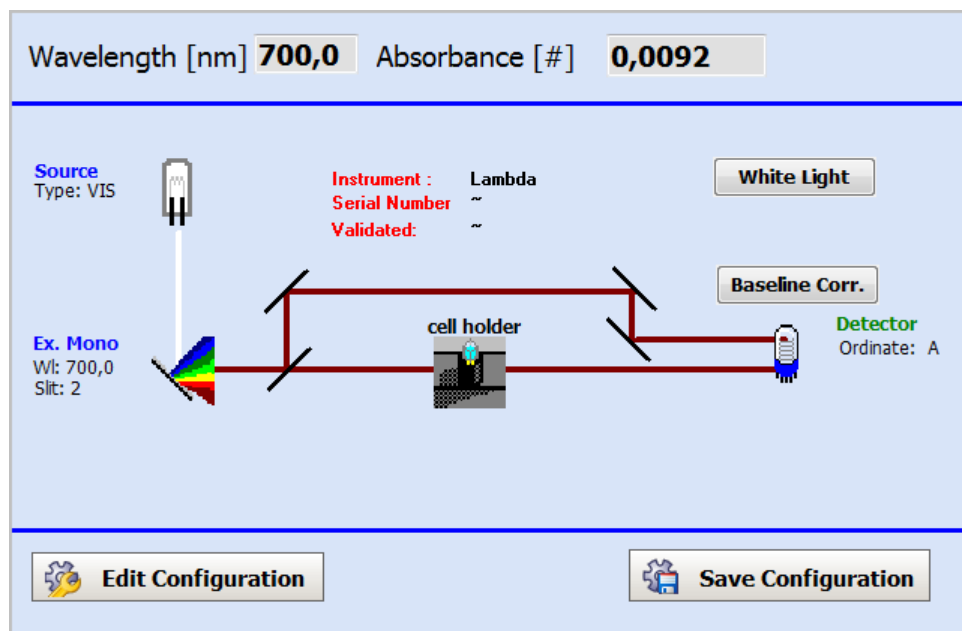 Wavelength [nm] 700,0 Absorbance [#] 0,0092
Source
Type: VIS
Instrument : Lambda
Serial Number ~
Validated: ~
White Light
Baseline Corr.
cell holder
Detector
Ordinate: A
Ex. Mono
Wl: 700,0
Slit: 2
Edit Configuration
Save Configuration